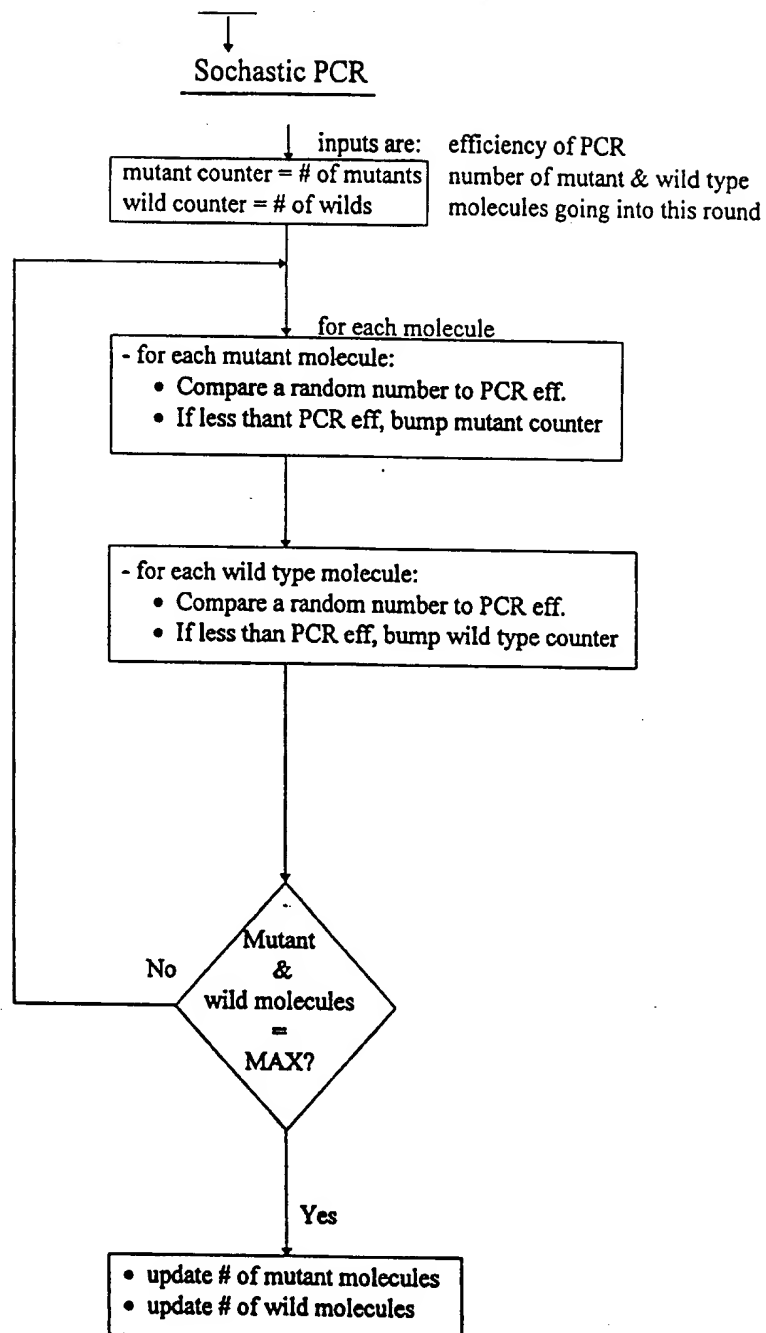 Sochastic PCR
inputs are: efficiency of PCR
mutant counter = # of mutants number of mutant & wild type
wild counter = # of wilds molecules going into this round
for each molecule
- for each mutant molecule:
• Compare a random number to PCR eff.
• If less thant PCR eff, bump mutant counter
- for each wild type molecule:
• Compare a random number to PCR eff.
• If less than PCR eff, bump wild type counter
No
Mutant
&
wild molecules
=
MAX?
Yes
• update # of mutant molecules
• update # of wild molecules